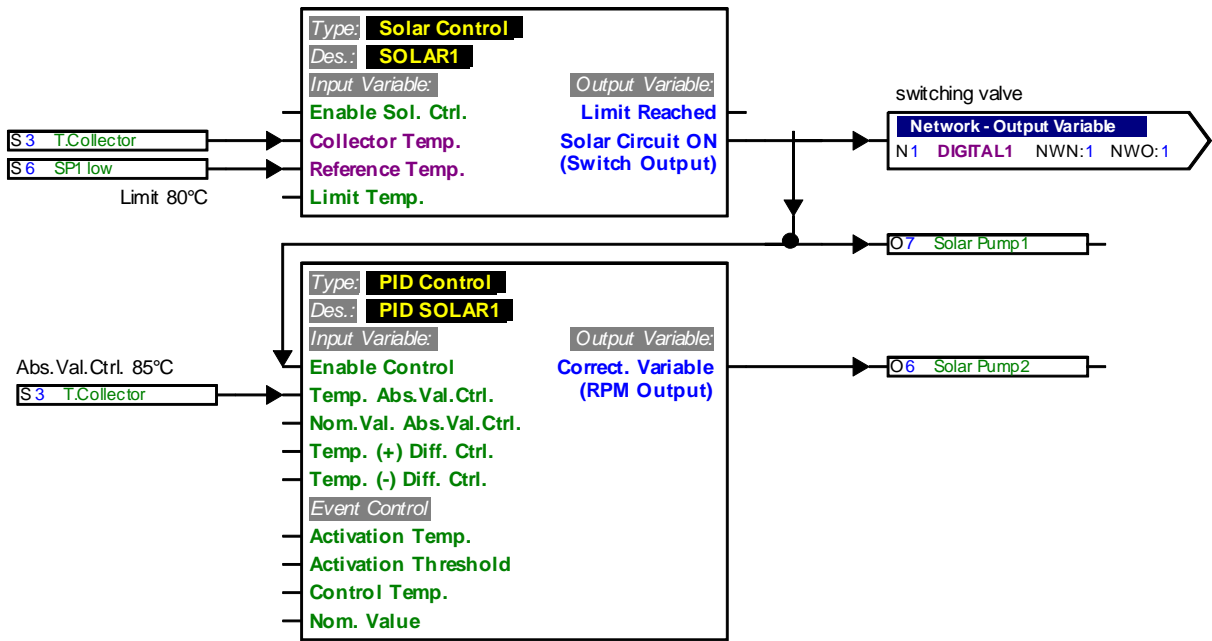 Type: Solar Control
Des.: SOLAR1
Input Variable: Output Variable:
Enable Sol. Ctrl. Limit Reached
S 3 T.Collector Collector Temp. Solar Circuit ON
S 6 SP1 low Reference Temp. (Switch Output)
Limit 80°C Limit Temp.
switching valve
Network - Output Variable
N 1 DIGITAL1 NWN: 1 NWO: 1
O 7 Solar Pump1
Type: PID Control
Des.: PID SOLAR1
Input Variable: Output Variable:
Abs.Val.Ctrl. 85°C Enable Control Correct. Variable
O 6 Solar Pump2
S 3 T.Collector Temp. Abs.Val.Ctrl. (RPM Output)
Nom.Val. Abs.Val.Ctrl.
Temp. (+) Diff. Ctrl.
Temp. (-) Diff. Ctrl.
Event Control
Activation Temp.
Activation Threshold
Control Temp.
Nom. Value